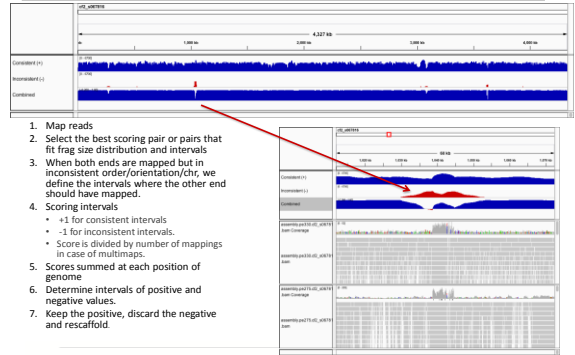 4,327 kb
1,000 kb
2,000 kb
3,000 kb
4,000 kb
Consistent (+)
Inconsistent (-)
Combined
1. Map reads
2. Select the best scoring pair or pairs that
fit frag size distribution and intervals
3. When both ends are mapped but in
inconsistent order/orientation/chr, we
define the intervals where the other end
should have mapped.
4. Scoring intervals
• +1 for consistent intervals
• -1 for inconsistent intervals.
• Score is divided by number of mappings
in case of multimaps.
5. Scores summed at each position of
genome
6. Determine intervals of positive and
negative values.
7. Keep the positive, discard the negative
and rescaffold.
Consistent (+)
Inconsistent (-)
Combined